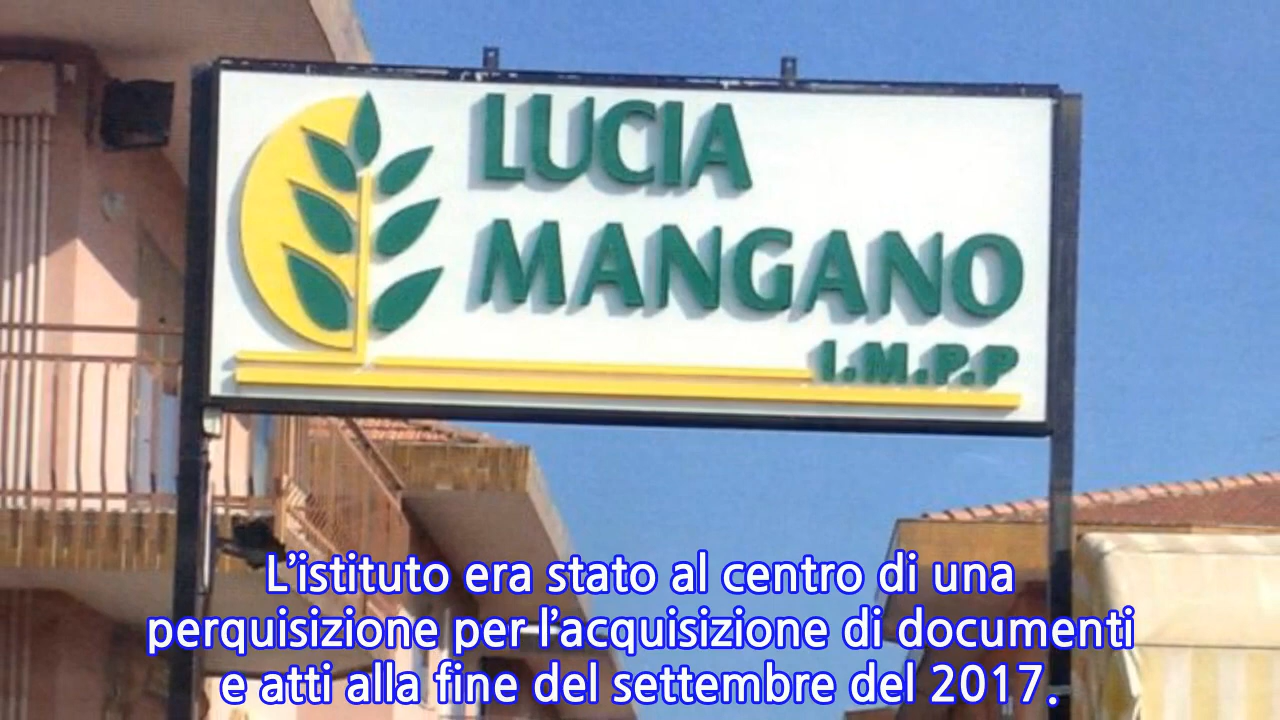 LUCIA
MANGANO
I.M.P.P
L'istituto era stato al centro di una
perquisizione per l'acquisizione di documenti
e atti alla fine del settembre del 2017.